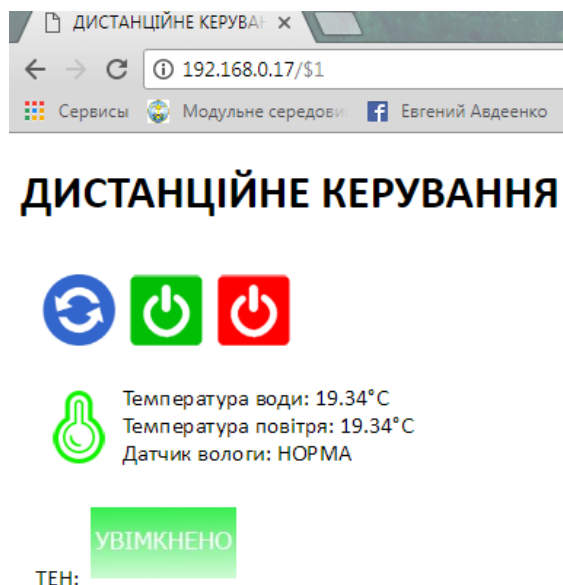 ДИСТАНЦІЙНЕ КЕРУВАН
192.168.0.17/$1
Сервисы Модульне середови Евгений Авдеенко
ДИСТАНЦІЙНЕ КЕРУВАННЯ
Температура води: 19.34°C
Температура повітря: 19.34°C
Датчик вологи: НОРМА
УВІМКНЕНО
ТЕН: